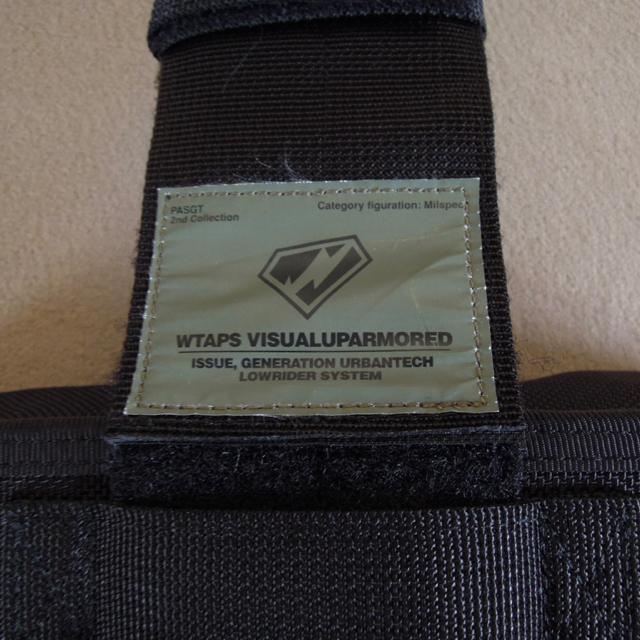 PASGT
2nd Collection
Category figuration: Milspec
WTAPS VISUALUPARMORED
ISSUE, GENERATION URBANTECH
LOWRIDER SYSTEM